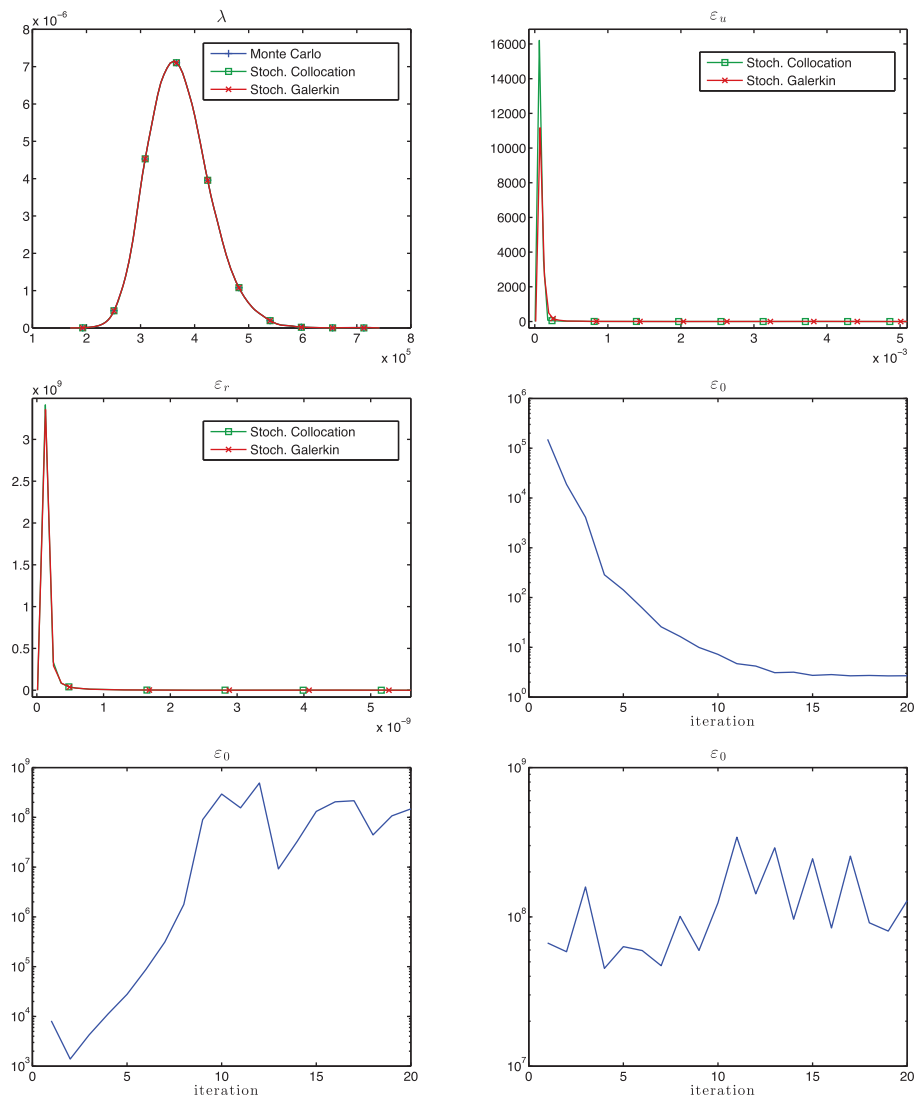 λ
x 10^-6
8
7
6
5
4
3
2
1
0
1 2 3 4 5 6 7 8
x 10^5
Monte Carlo
Stoch. Collocation
Stoch. Galerkin
ε_u
16000
14000
12000
10000
8000
6000
4000
2000
0
0 1 2 3 4 5
x 10^-3
Stoch. Collocation
Stoch. Galerkin
ε_r
x 10^9
3
2.5
2
1.5
1
0.5
0
0 1 2 3 4 5
x 10^-9
Stoch. Collocation
Stoch. Galerkin
ε_0
10^6
10^5
10^4
10^3
10^2
10^1
10^0
0 5 10 15 20
iteration
ε_0
10^9
10^8
10^7
10^6
10^5
10^4
10^3
0 5 10 15 20
iteration
ε_0
10^9
10^8
10^7
0 5 10 15 20
iteration